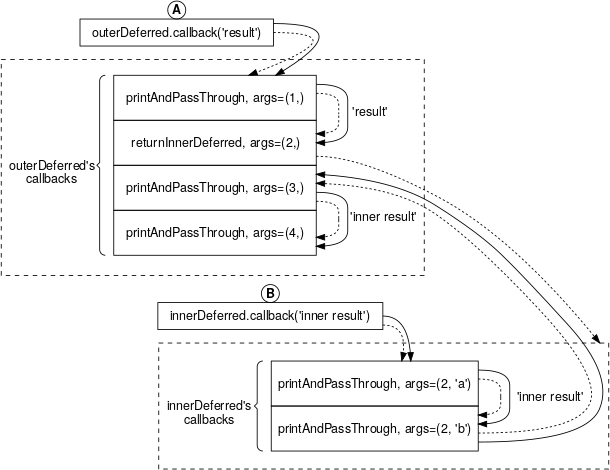 A
outerDeferred.callback('result')
printAndPassThrough, args=(1,)
'result'
returnInnerDeferred, args=(2,)
outerDeferred's
callbacks
printAndPassThrough, args=(3,)
'inner result'
printAndPassThrough, args=(4,)
B
innerDeferred.callback('inner result')
printAndPassThrough, args=(2, 'a')
'inner result'
innerDeferred's
callbacks
printAndPassThrough, args=(2, 'b')